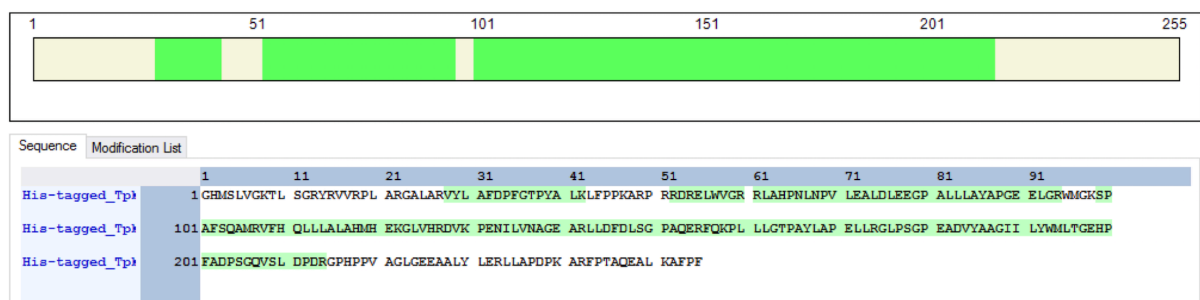 1 51 101 151 201 255
Sequence Modification List
1 11 21 31 41 51 61 71 81 91
His-tagged_Tpk 1 GHMSLVGKTL SGRYRVVRPL ARGALARVYL AFDPFGTPYA LKLFPPKARP RRDRELWVGR RLAHPNLNPV LEALDLEEGP ALLLAYAPGE ELGRWMGKSP
His-tagged_Tpk 101 AFSQAMRVFH QLLLALAHMH EKGLVHRDVK PENILVNAGE ARLLDFDLSG PAQERFQKPL LLGTPAYLAP ELLRGLPSGP EADVYAAGII LYWMLTGEHP
His-tagged_Tpk 201 FADPSGQVSL DPDRGPHPPV AGLGEEAALY LERLLAPDPK ARFPTAQEAL KAFPF